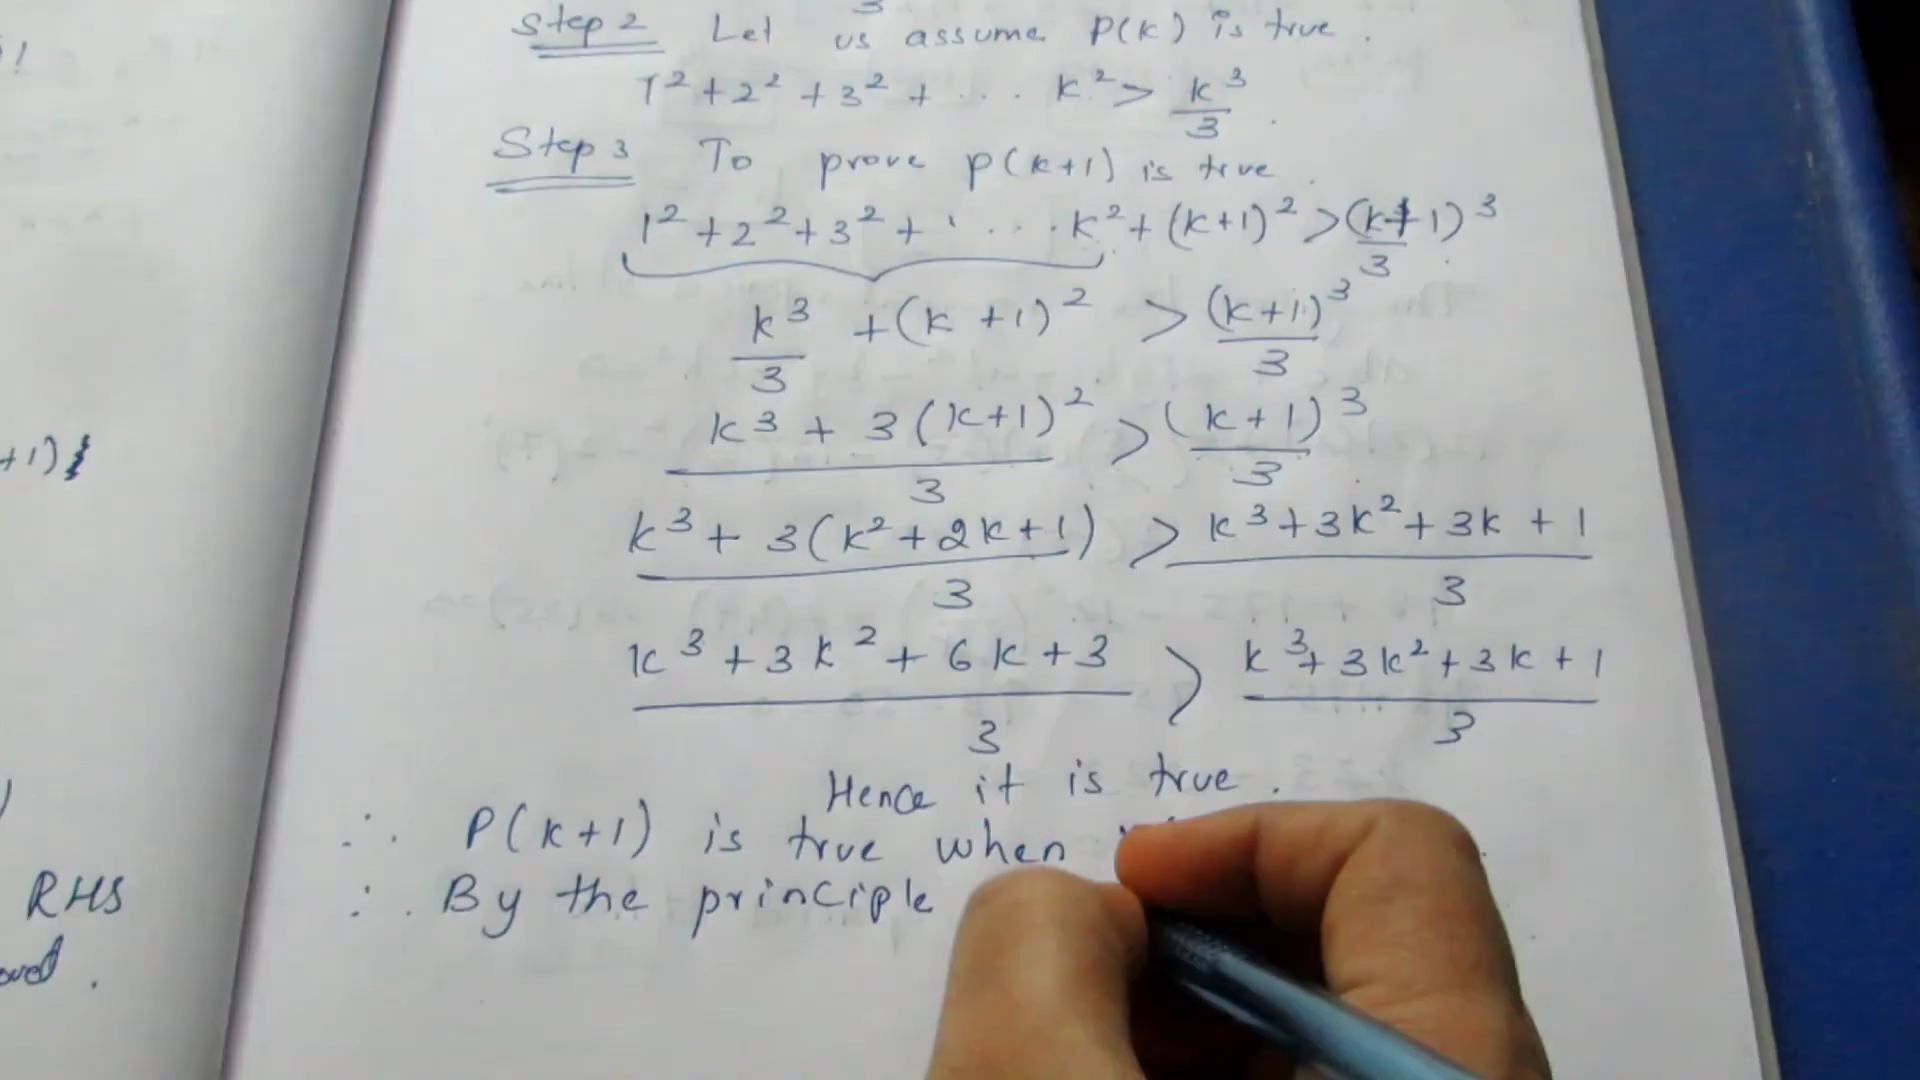 Step 2 Let us assume P(k) is true.
1² + 2² + 3² + ... k² > k³/3.
Step 3 To prove P(k+1) is true.
1² + 2² + 3² + .... k² + (k+1)² > (k+1)³/3.
k³/3 + (k+1)² > (k+1)³/3
k³ + 3(k+1)²/3 > (k+1)³/3
k³ + 3(k² + 2k + 1)/3 > k³ + 3k² + 3k + 1/3
k³ + 3k² + 6k + 3/3 > k³ + 3k² + 3k + 1/3
Hence it is true.
∴ P(k+1) is true when
∴ By the principle
+1)
RHS